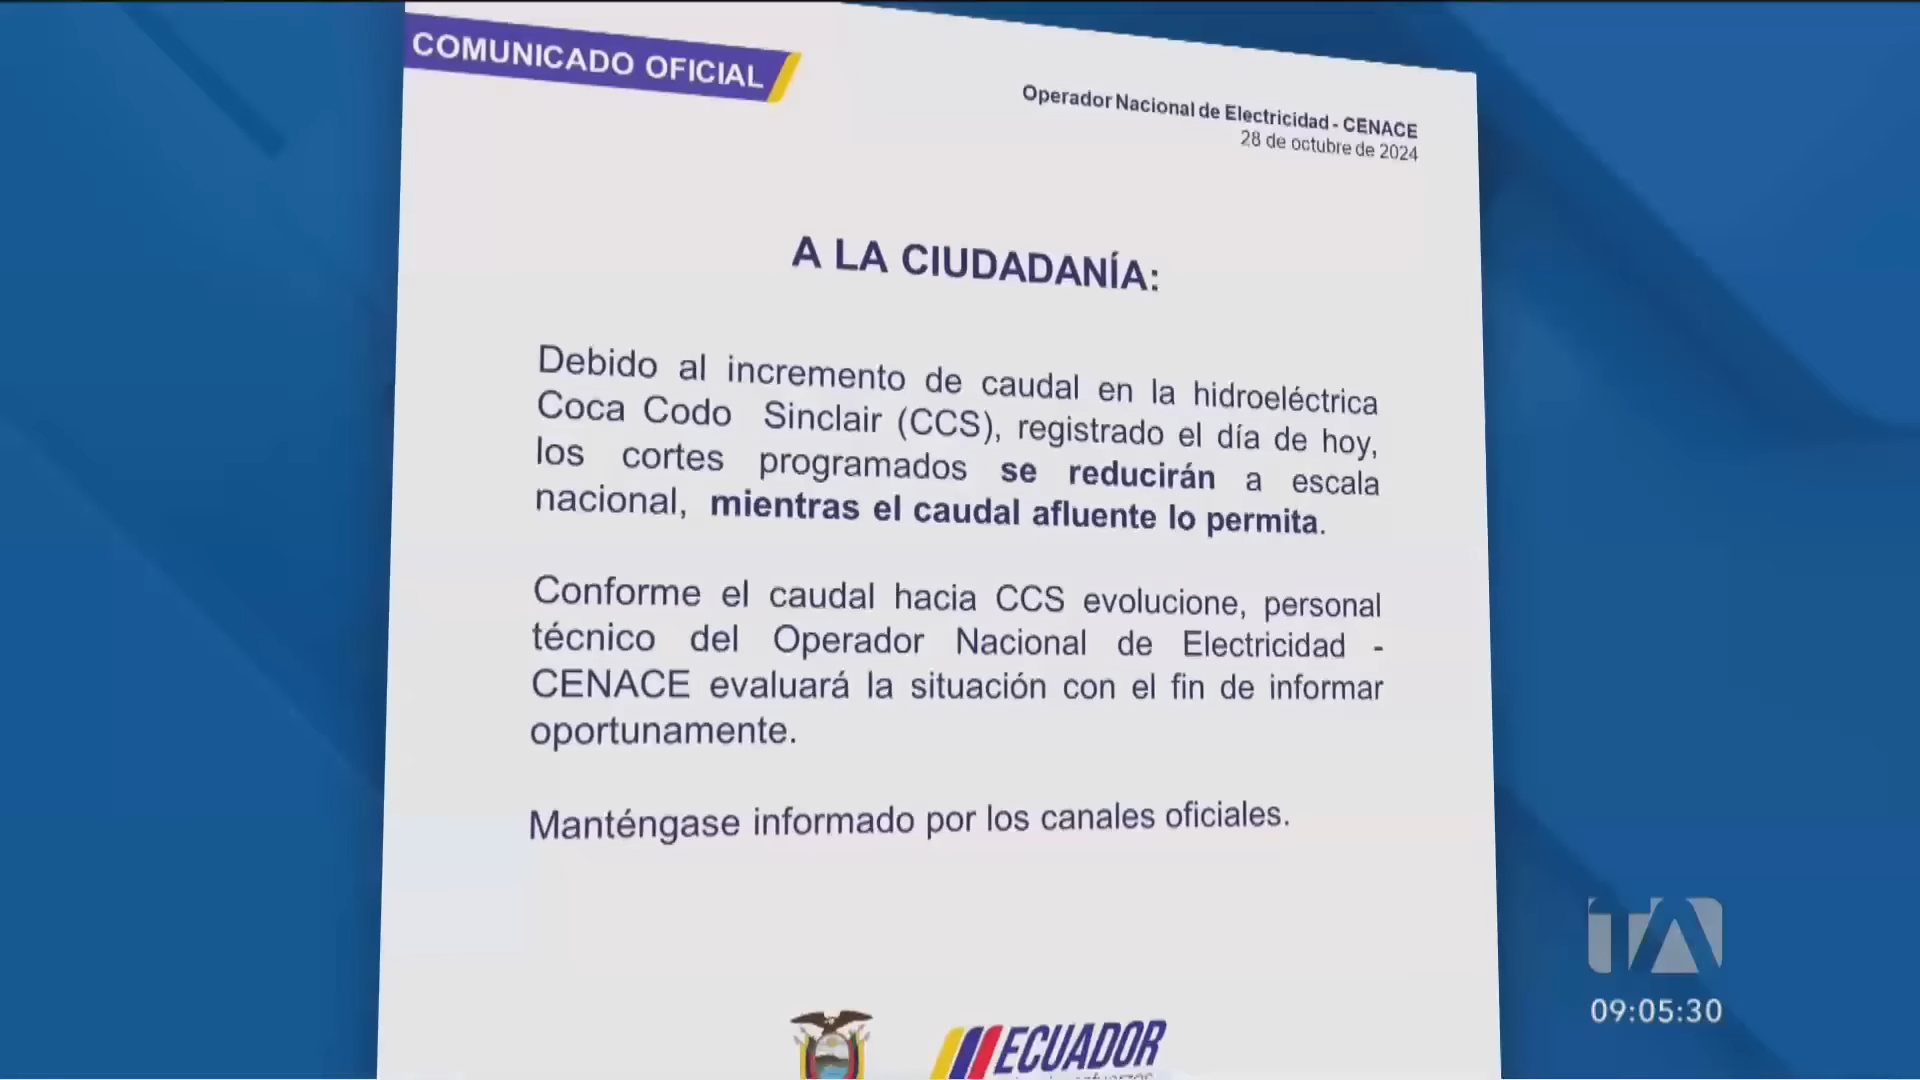 COMUNICADO OFICIAL
Operador Nacional de Electricidad - CENACE
28 de octubre de 2024
A LA CIUDADANÍA:
Debido al incremento de caudal en la hidroeléctrica
Coca Codo Sinclair (CCS), registrado el día de hoy,
los cortes programados se reducirán a escala
nacional, mientras el caudal afluente lo permita.
Conforme el caudal hacia CCS evolucione, personal
técnico del Operador Nacional de Electricidad -
CENACE evaluará la situación con el fin de informar
oportunamente.
Manténgase informado por los canales oficiales.
ECUADOR
TA
09:05:30